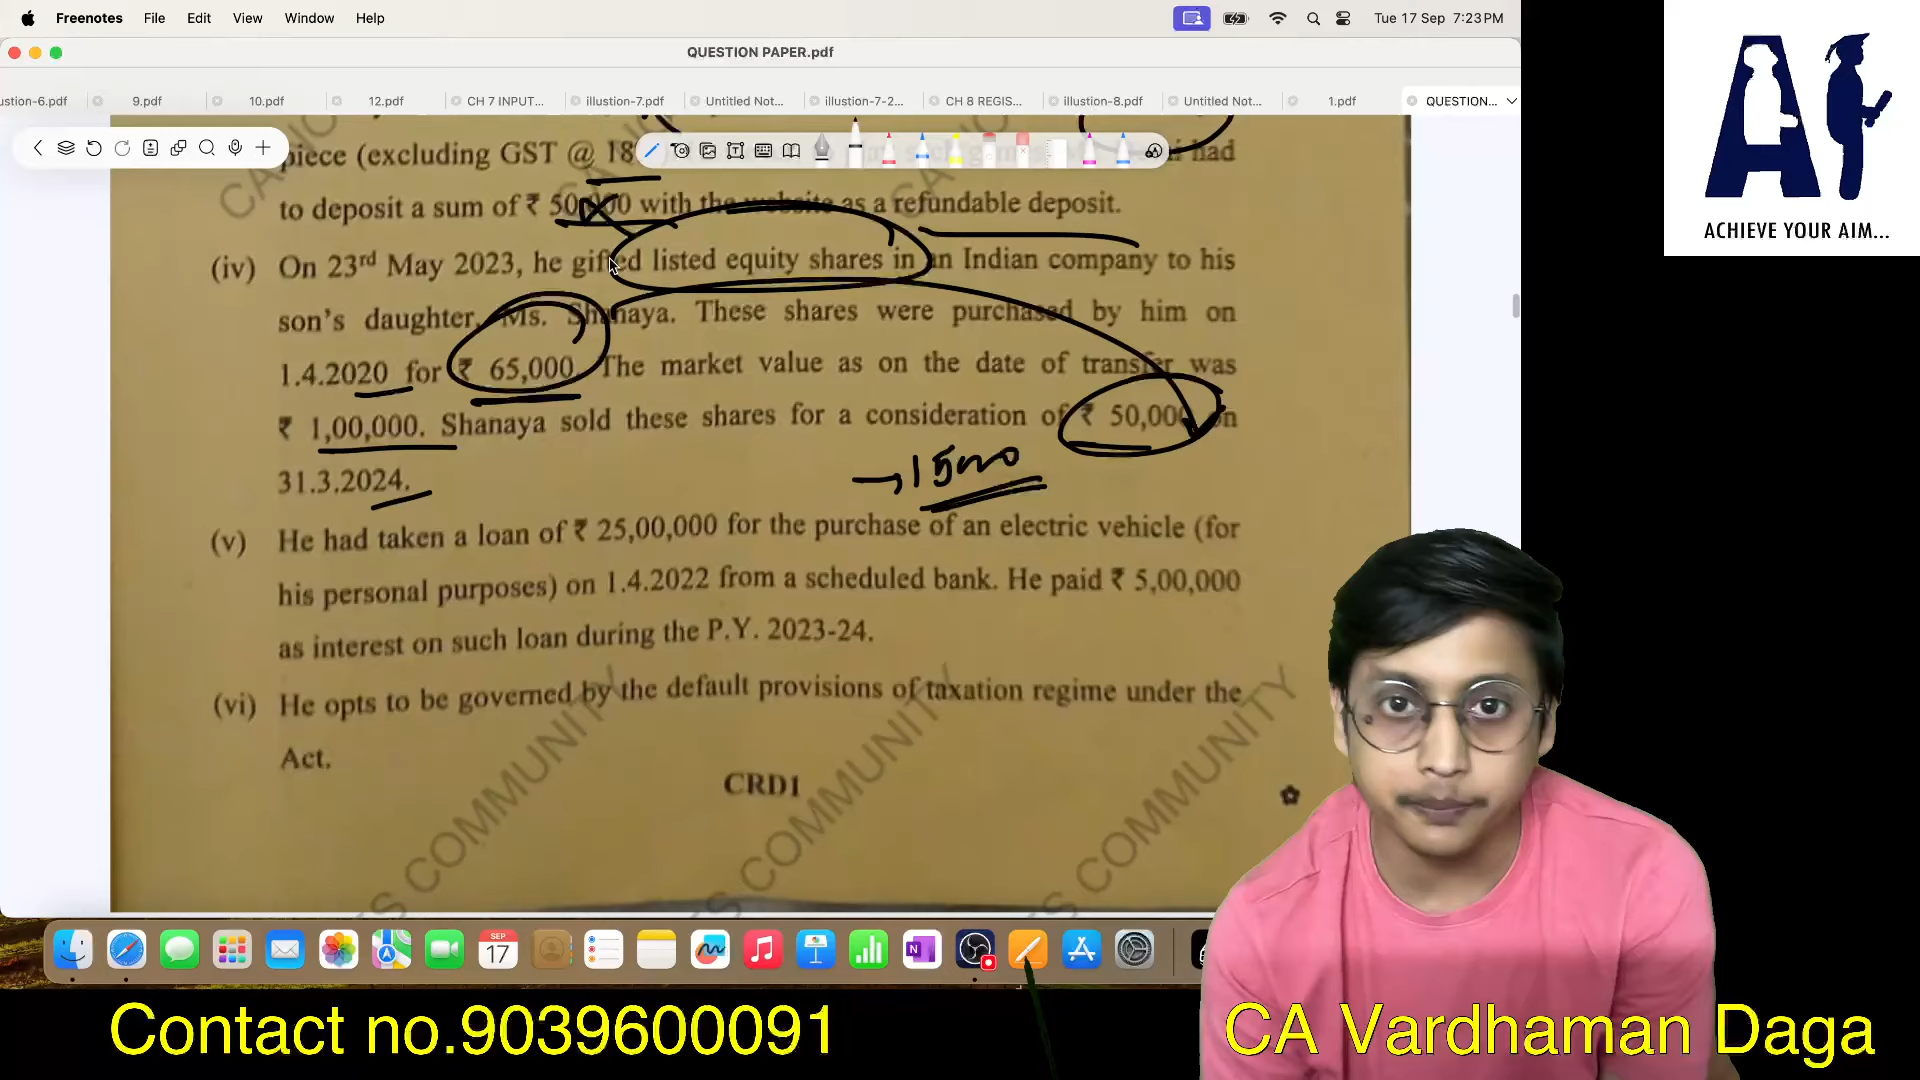 Freenotes File Edit View Window Help Tue 17 Sep 7:23 PM
QUESTION PAPER.pdf
ustion-6.pdf 9.pdf 10.pdf 12.pdf CH 7 INPUT... illustion-7.pdf Untitled Not... illustion-7-2... CH 8 REGIS... illustion-8.pdf Untitled Not... 1.pdf QUESTION...
piece (excluding GST @ 18 had
to deposit a sum of ₹ 50,000 with the website as a refundable deposit.
(iv) On 23rd May 2023, he gifted listed equity shares in an Indian company to his
son's daughter, Ms. Shanaya. These shares were purchased by him on
1.4.2020 for ₹ 65,000. The market value as on the date of transfer was
₹ 1,00,000. Shanaya sold these shares for a consideration of ₹ 50,000 on
31.3.2024.
→ 15000
(v) He had taken a loan of ₹ 25,00,000 for the purchase of an electric vehicle (for
his personal purposes) on 1.4.2022 from a scheduled bank. He paid ₹ 5,00,000
as interest on such loan during the P.Y. 2023-24.
(vi) He opts to be governed by the default provisions of taxation regime under the
Act.
CRD1
COMMUNITY
COMMUNITY
COMMUNITY
SEP
17
AI
ACHIEVE YOUR AIM...
Contact no.9039600091
CA Vardhaman Daga